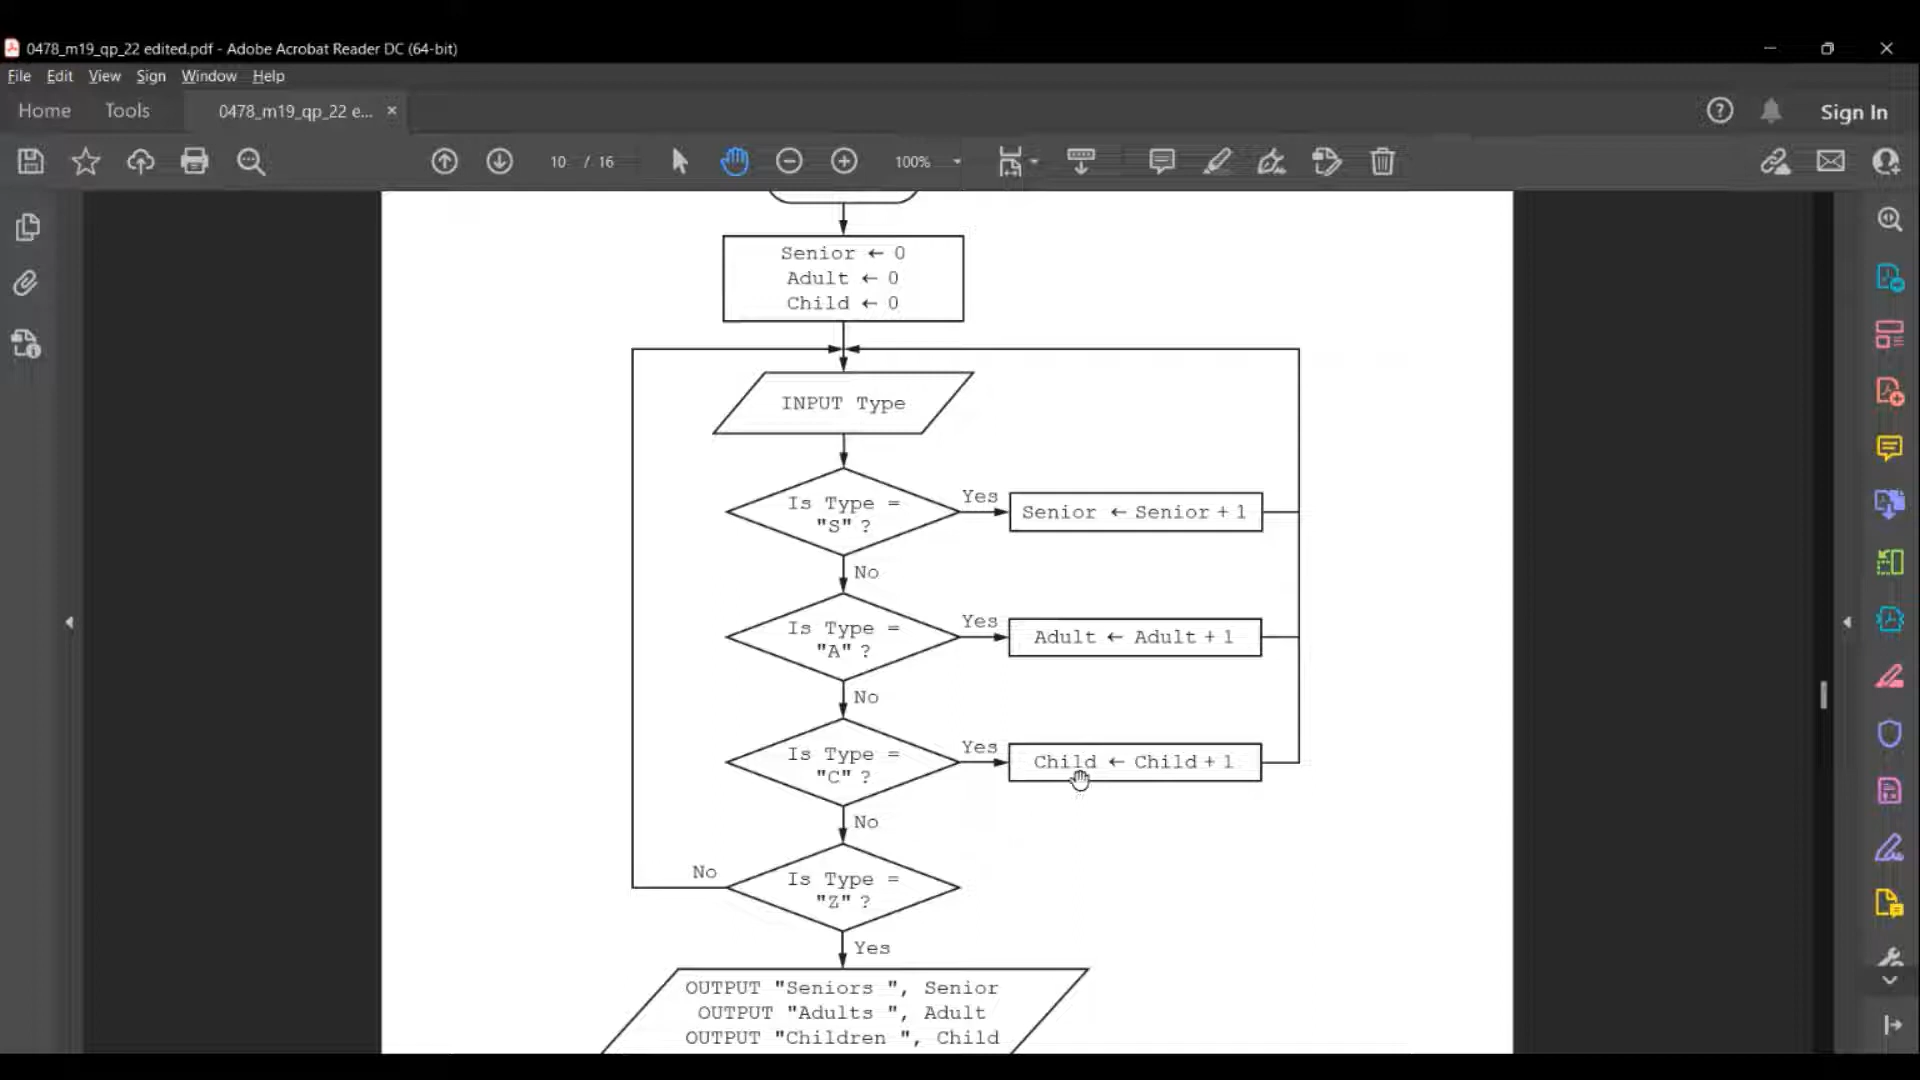 0478_m19_qp_22 edited.pdf - Adobe Acrobat Reader DC (64-bit)
File Edit View Sign Window Help
Home Tools 0478_m19_qp_22 e... × Sign In
10 / 16 100%
Senior ← 0
Adult ← 0
Child ← 0
INPUT Type
Is Type =
"S" ?
Yes
Senior ← Senior + 1
No
Is Type =
"A" ?
Yes
Adult ← Adult + 1
No
Is Type =
"C" ?
Yes
Child ← Child + 1
No
Is Type =
"Z" ?
No
Yes
OUTPUT "Seniors ", Senior
OUTPUT "Adults ", Adult
OUTPUT "Children ", Child